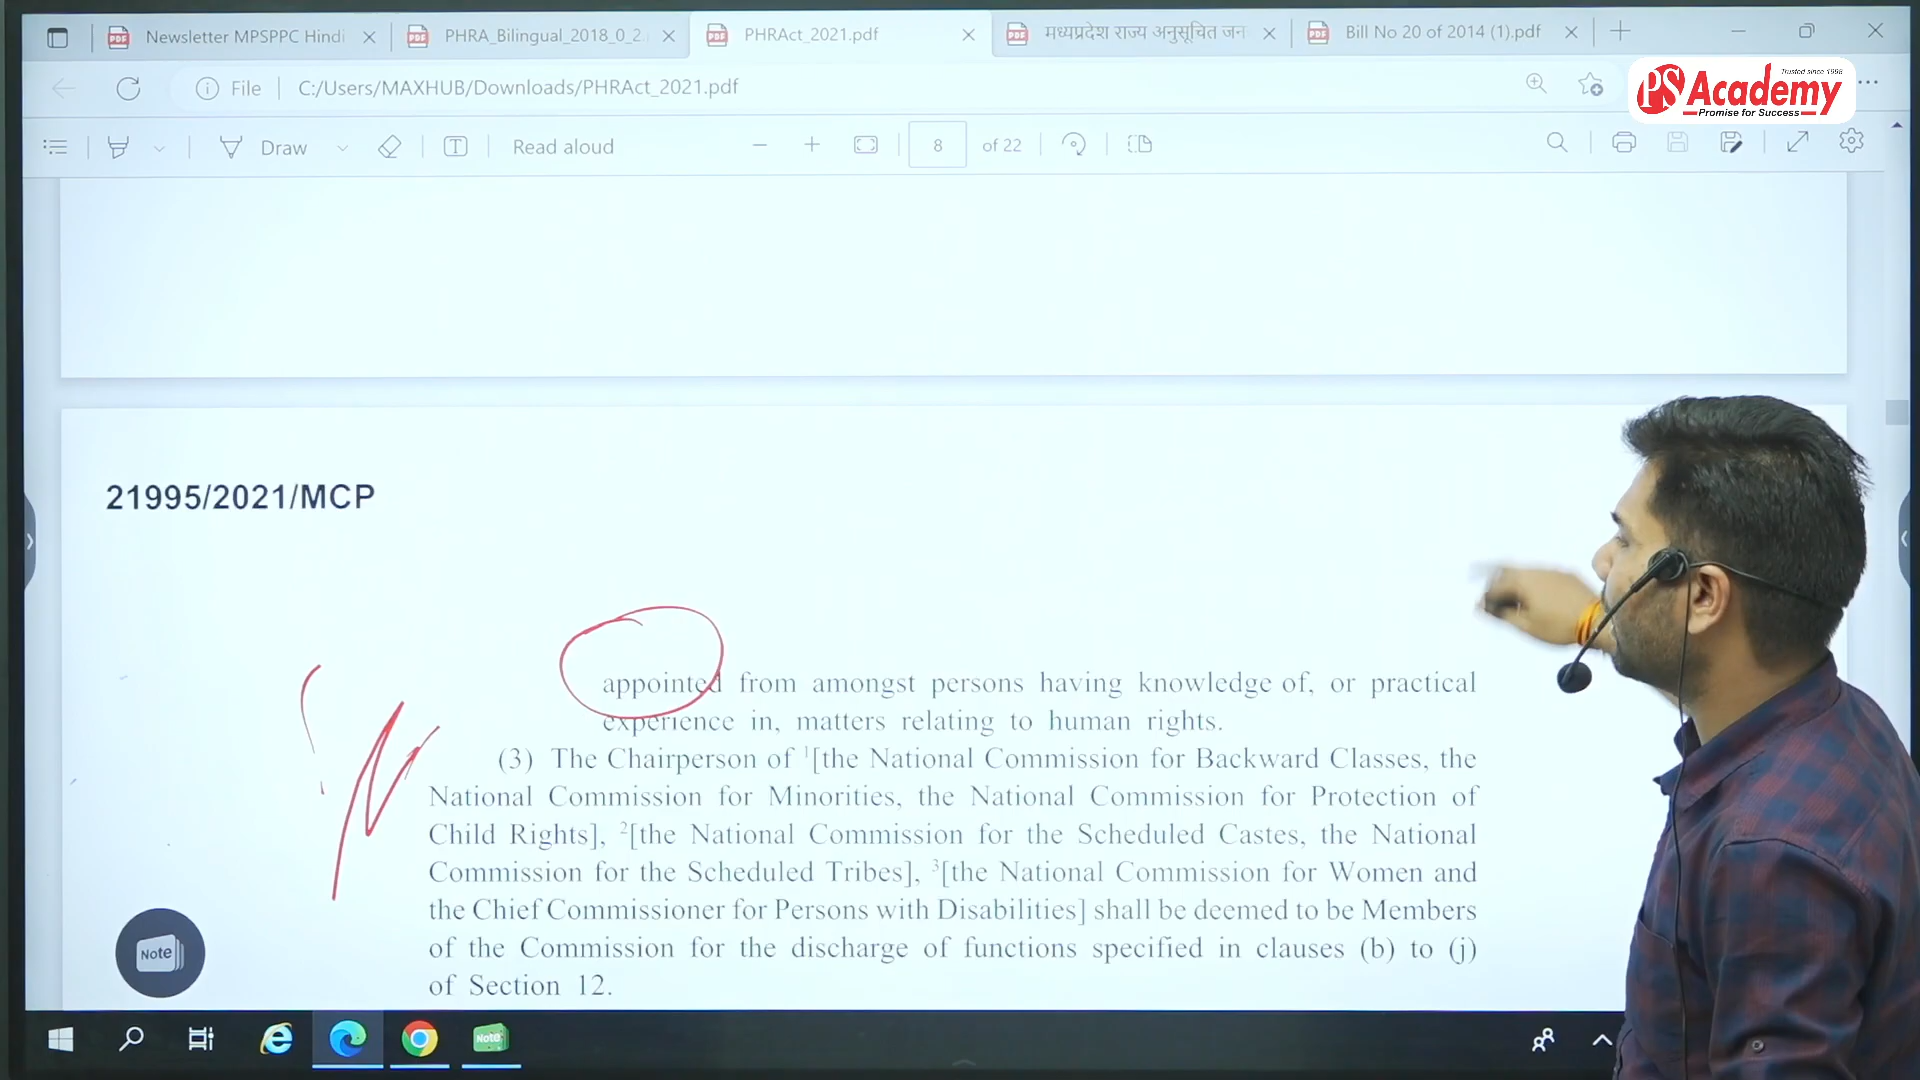 Newsletter MPSPPC Hindi
PHRA_Bilingual_2018_0_2.
PHRAct_2021.pdf
मध्यप्रदेश राज्य अनुसूचित जन
Bill No 20 of 2014 (1).pdf
File
C:/Users/MAXHUB/Downloads/PHRAct_2021.pdf
Trusted since 1998
PS Academy
Promise for Success
Draw
Read aloud
8
of 22
21995/2021/MCP
appointed from amongst persons having knowledge of, or practical
experience in, matters relating to human rights.
(3) The Chairperson of ¹[the National Commission for Backward Classes, the
National Commission for Minorities, the National Commission for Protection of
Child Rights], ²[the National Commission for the Scheduled Castes, the National
Commission for the Scheduled Tribes], ³[the National Commission for Women and
the Chief Commissioner for Persons with Disabilities] shall be deemed to be Members
of the Commission for the discharge of functions specified in clauses (b) to (j)
of Section 12.
Note
Note